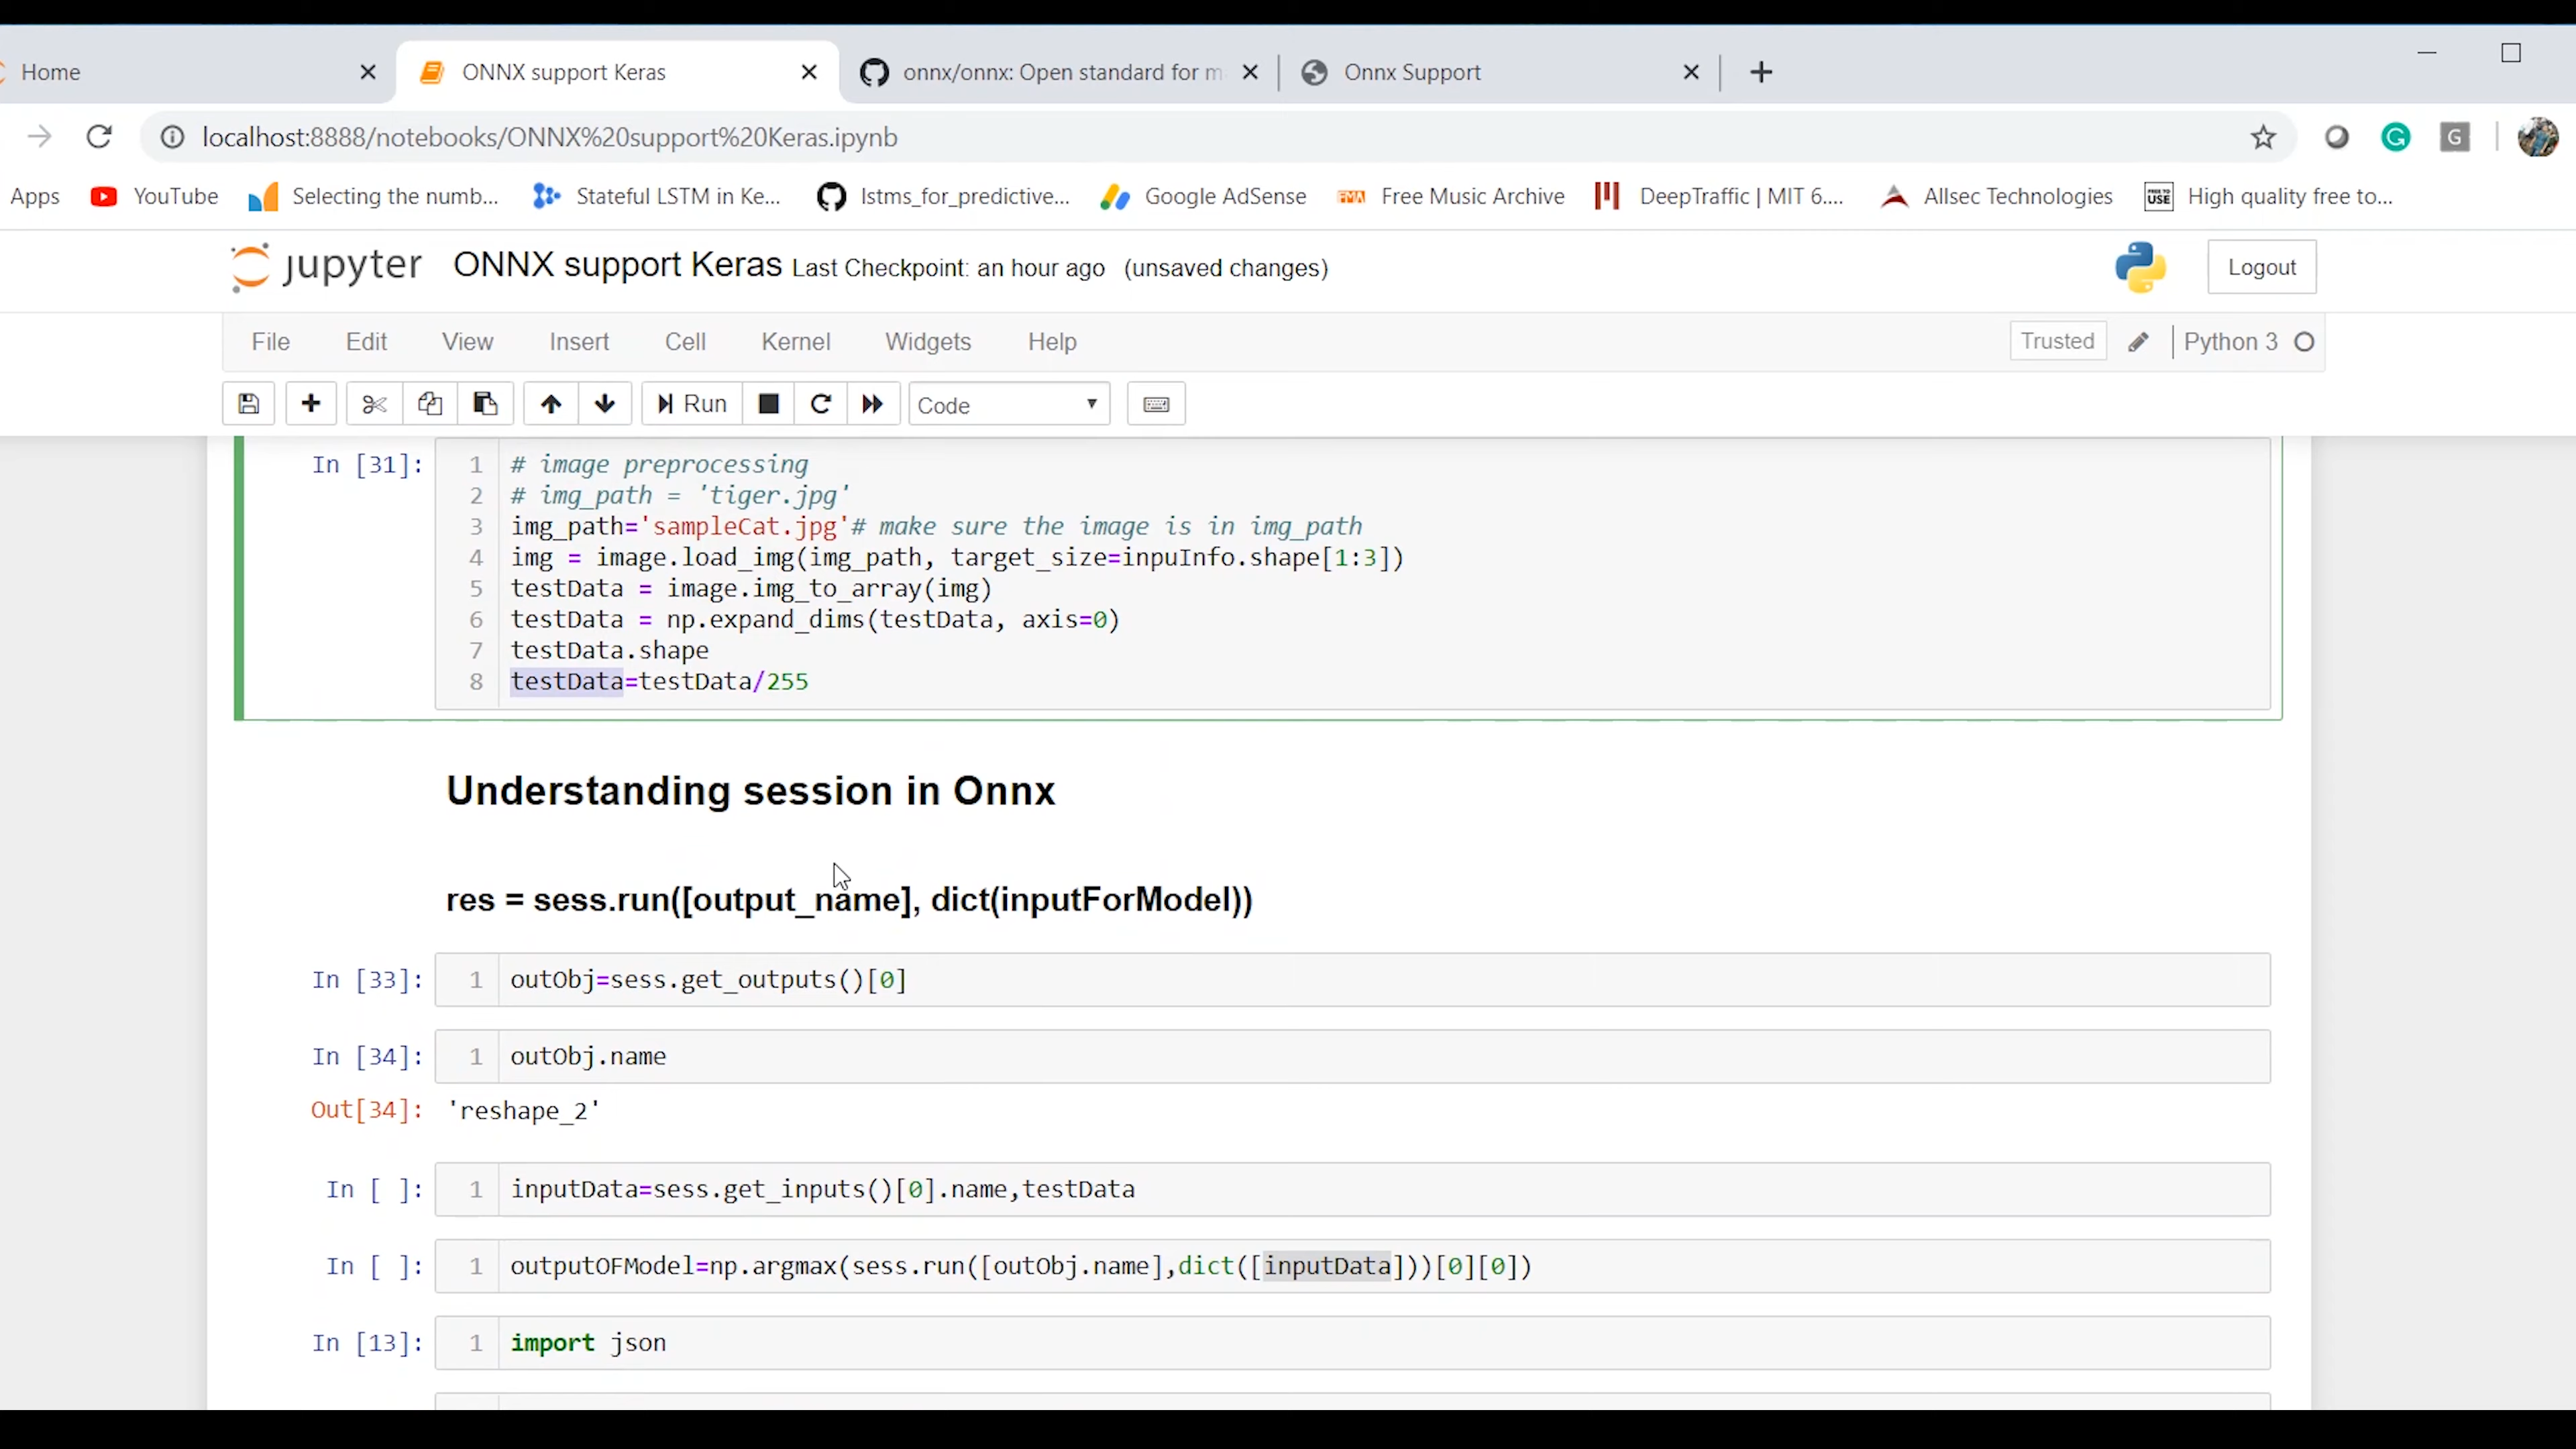 Home
ONNX support Keras
onnx/onnx: Open standard for m
Onnx Support
localhost:8888/notebooks/ONNX%20support%20Keras.ipynb
Apps YouTube Selecting the numb... Stateful LSTM in Ke... lstms_for_predictive... Google AdSense FMA Free Music Archive DeepTraffic | MIT 6.... Allsec Technologies FREE TO USE High quality free to...
jupyter ONNX support Keras Last Checkpoint: an hour ago (unsaved changes) Logout
File Edit View Insert Cell Kernel Widgets Help Trusted Python 3
Run Code
In [31]: 1 # image preprocessing
2 # img_path = 'tiger.jpg'
3 img_path='sampleCat.jpg'# make sure the image is in img_path
4 img = image.load_img(img_path, target_size=inpuInfo.shape[1:3])
5 testData = image.img_to_array(img)
6 testData = np.expand_dims(testData, axis=0)
7 testData.shape
8 testData=testData/255
Understanding session in Onnx
res = sess.run([output_name], dict(inputForModel))
In [33]: 1 outObj=sess.get_outputs()[0]
In [34]: 1 outObj.name
Out[34]: 'reshape_2'
In [ ]: 1 inputData=sess.get_inputs()[0].name,testData
In [ ]: 1 outputOFModel=np.argmax(sess.run([outObj.name],dict([inputData]))[0][0])
In [13]: 1 import json